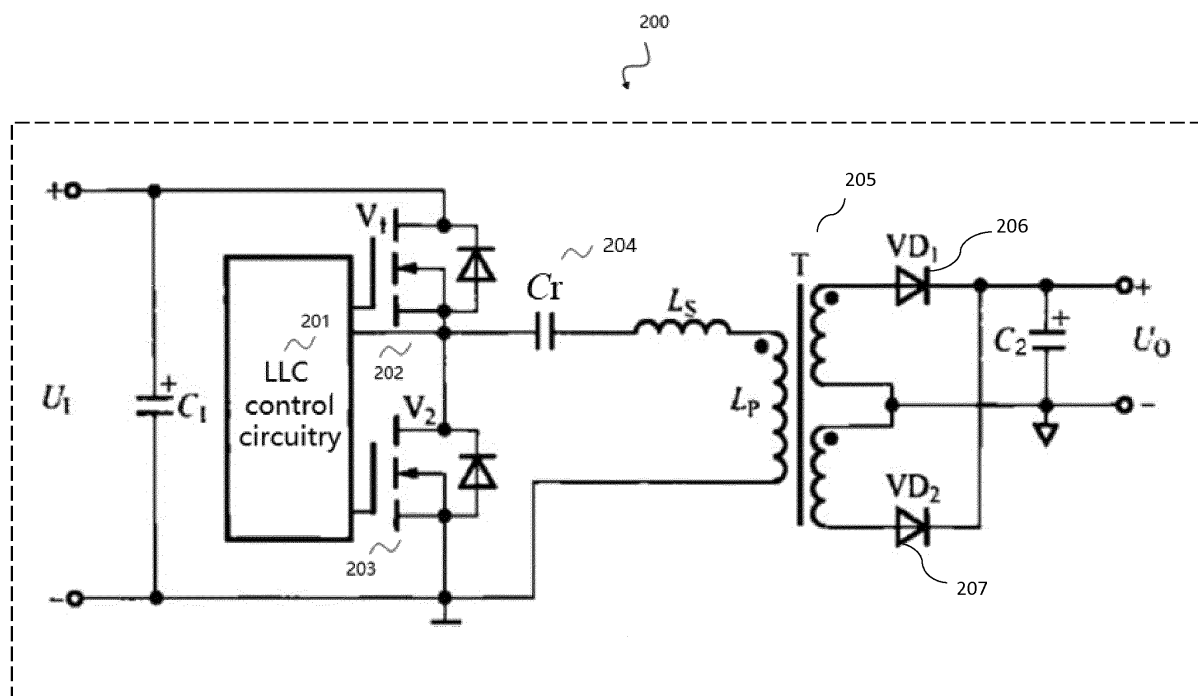 200
205
+
V1
204
VD1
206
Cr
LS
T
+
201
LLC
control
circuitry
202
UI
+
C1
V2
LP
+
C2
UO
-
203
VD2
207
-